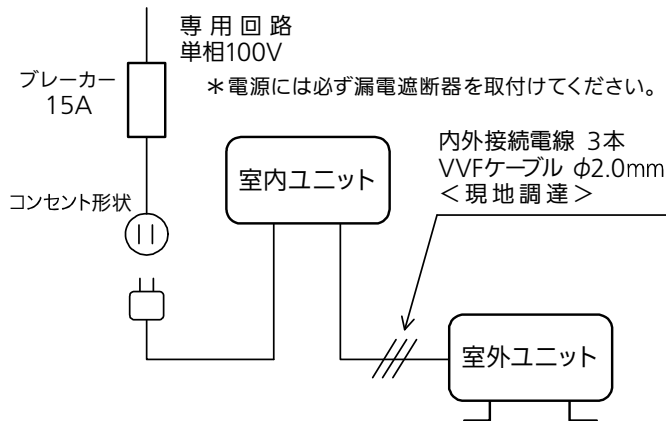 専用回路
単相100V
ブレーカー
15A
＊電源には必ず漏電遮断器を取付けてください。
内外接続電線 3本
VVFケーブル φ2.0mm
＜現地調達＞
室内ユニット
コンセント形状
室外ユニット